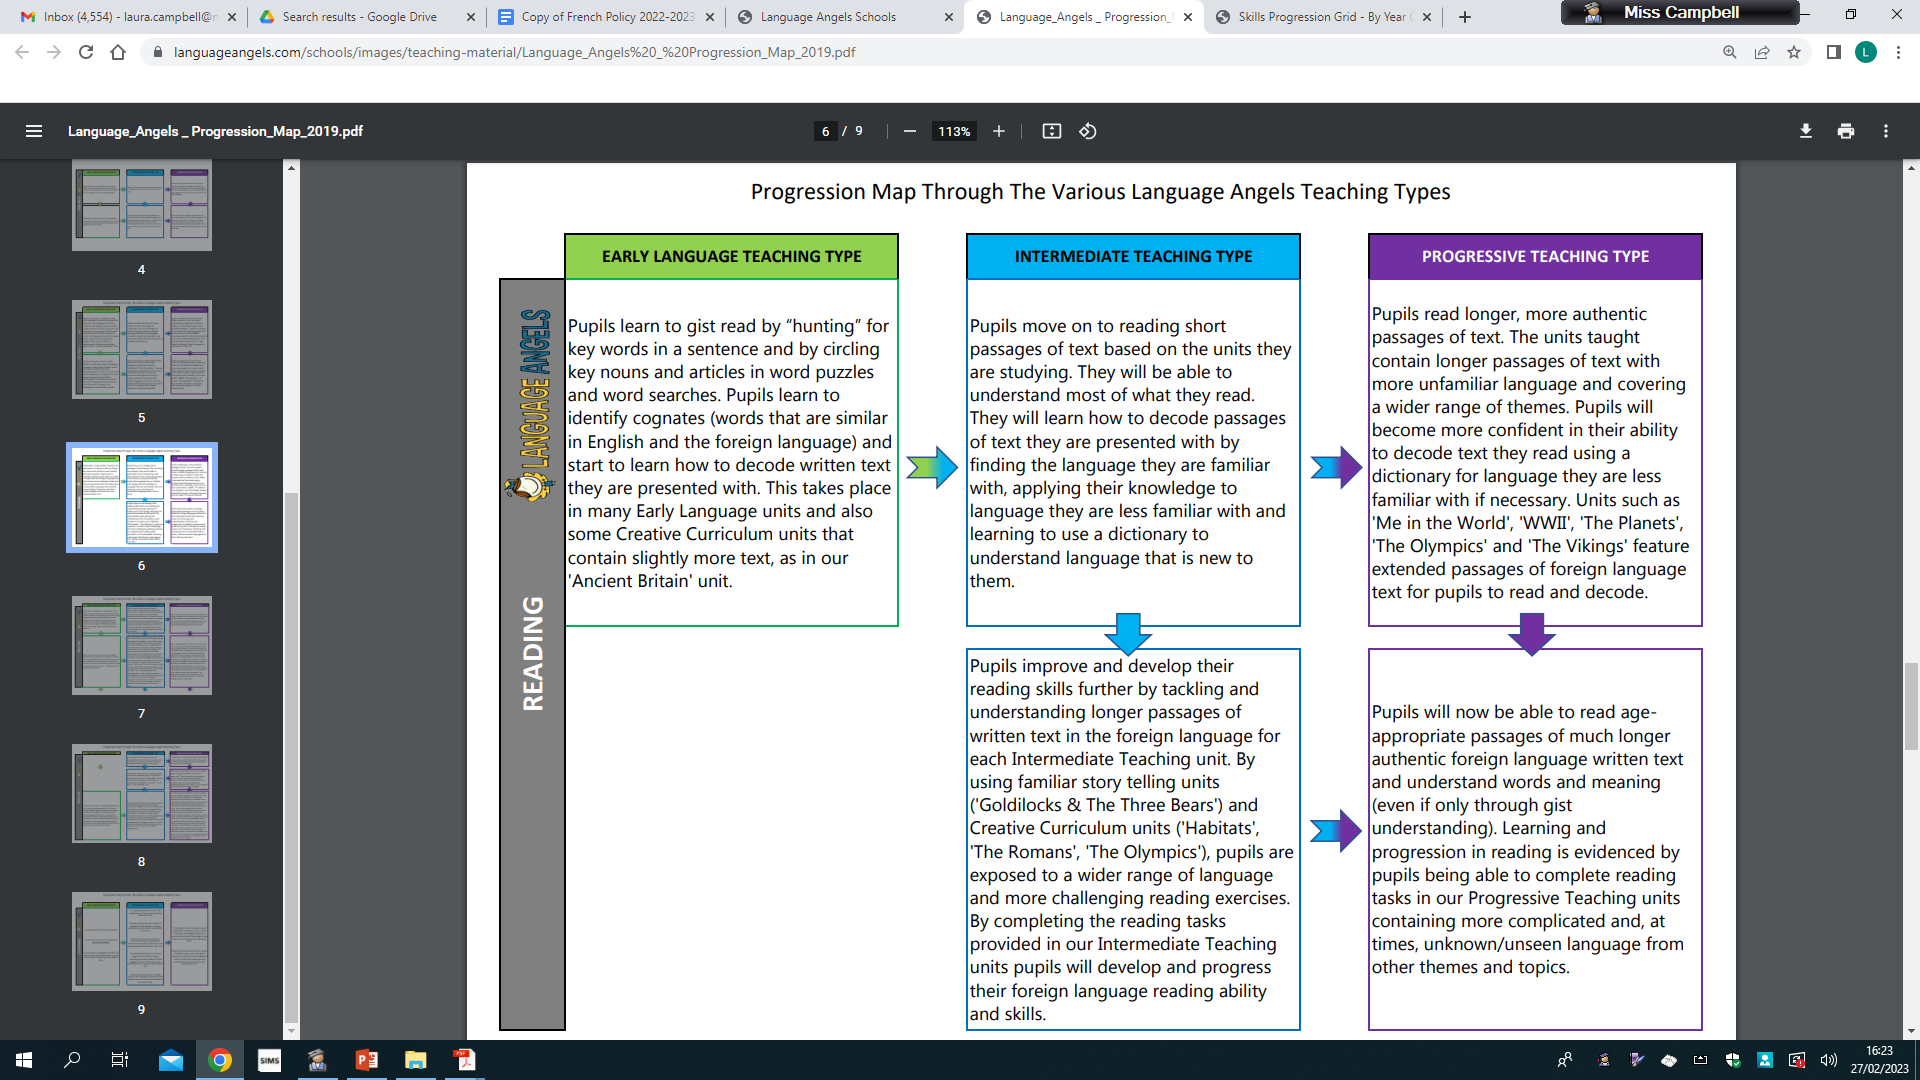 Inbox (4,554) - laura.campbell@n
Search results - Google Drive
Copy of French Policy 2022-2023
Language Angels Schools
Language_Angels _ Progression_
Skills Progression Grid - By Year
Miss Campbell
languageangels.com/schools/images/teaching-material/Language_Angels%20_%20Progression_Map_2019.pdf
L
Language_Angels _ Progression_Map_2019.pdf
6 / 9
113%
4
5
6
7
8
9
Progression Map Through The Various Language Angels Teaching Types
LANGUAGE ANGELS
READING
EARLY LANGUAGE TEACHING TYPE
Pupils learn to gist read by “hunting” for
key words in a sentence and by circling
key nouns and articles in word puzzles
and word searches. Pupils learn to
identify cognates (words that are similar
in English and the foreign language) and
start to learn how to decode written text
they are presented with. This takes place
in many Early Language units and also
some Creative Curriculum units that
contain slightly more text, as in our
'Ancient Britain' unit.
INTERMEDIATE TEACHING TYPE
Pupils move on to reading short
passages of text based on the units they
are studying. They will be able to
understand most of what they read.
They will learn how to decode passages
of text they are presented with by
finding the language they are familiar
with, applying their knowledge to
language they are less familiar with and
learning to use a dictionary to
understand language that is new to
them.
Pupils improve and develop their
reading skills further by tackling and
understanding longer passages of
written text in the foreign language for
each Intermediate Teaching unit. By
using familiar story telling units
('Goldilocks & The Three Bears') and
Creative Curriculum units ('Habitats',
'The Romans', 'The Olympics'), pupils are
exposed to a wider range of language
and more challenging reading exercises.
By completing the reading tasks
provided in our Intermediate Teaching
units pupils will develop and progress
their foreign language reading ability
and skills.
PROGRESSIVE TEACHING TYPE
Pupils read longer, more authentic
passages of text. The units taught
contain longer passages of text with
more unfamiliar language and covering
a wider range of themes. Pupils will
become more confident in their ability
to decode text they read using a
dictionary for language they are less
familiar with if necessary. Units such as
'Me in the World', 'WWII', 'The Planets',
'The Olympics' and 'The Vikings' feature
extended passages of foreign language
text for pupils to read and decode.
Pupils will now be able to read age-
appropriate passages of much longer
authentic foreign language written text
and understand words and meaning
(even if only through gist
understanding). Learning and
progression in reading is evidenced by
pupils being able to complete reading
tasks in our Progressive Teaching units
containing more complicated and, at
times, unknown/unseen language from
other themes and topics.
SIMS
16:23
27/02/2023